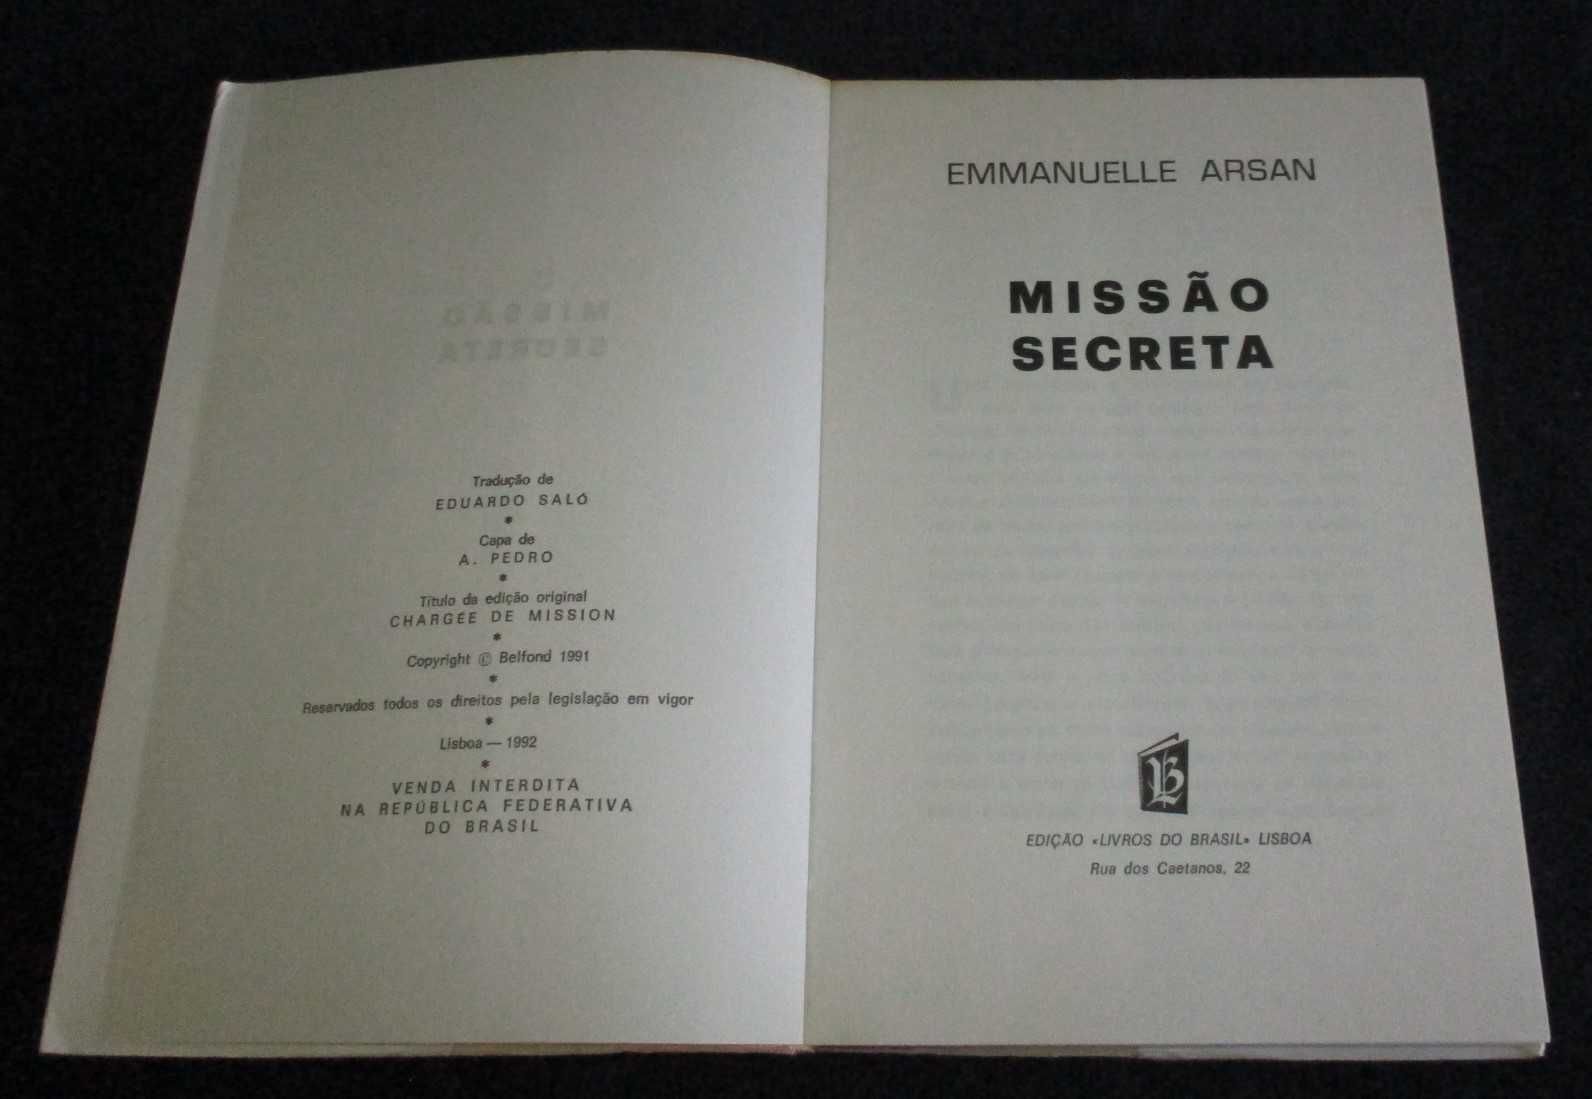 Tradução de
EDUARDO SALÓ
*
Capa de
A. PEDRO
*
Título da edição original
CHARGÉE DE MISSION
*
Copyright © Belfond 1991
*
Reservados todos os direitos pela legislação em vigor
*
Lisboa — 1992
*
VENDA INTERDITA
NA REPÚBLICA FEDERATIVA
DO BRASIL
EMMANUELLE ARSAN
MISSÃO
SECRETA
LB
EDIÇÃO «LIVROS DO BRASIL» LISBOA
Rua dos Caetanos, 22